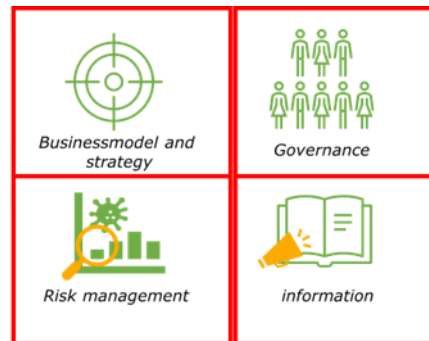 Businessmodel and
strategy
Governance
Risk management
information